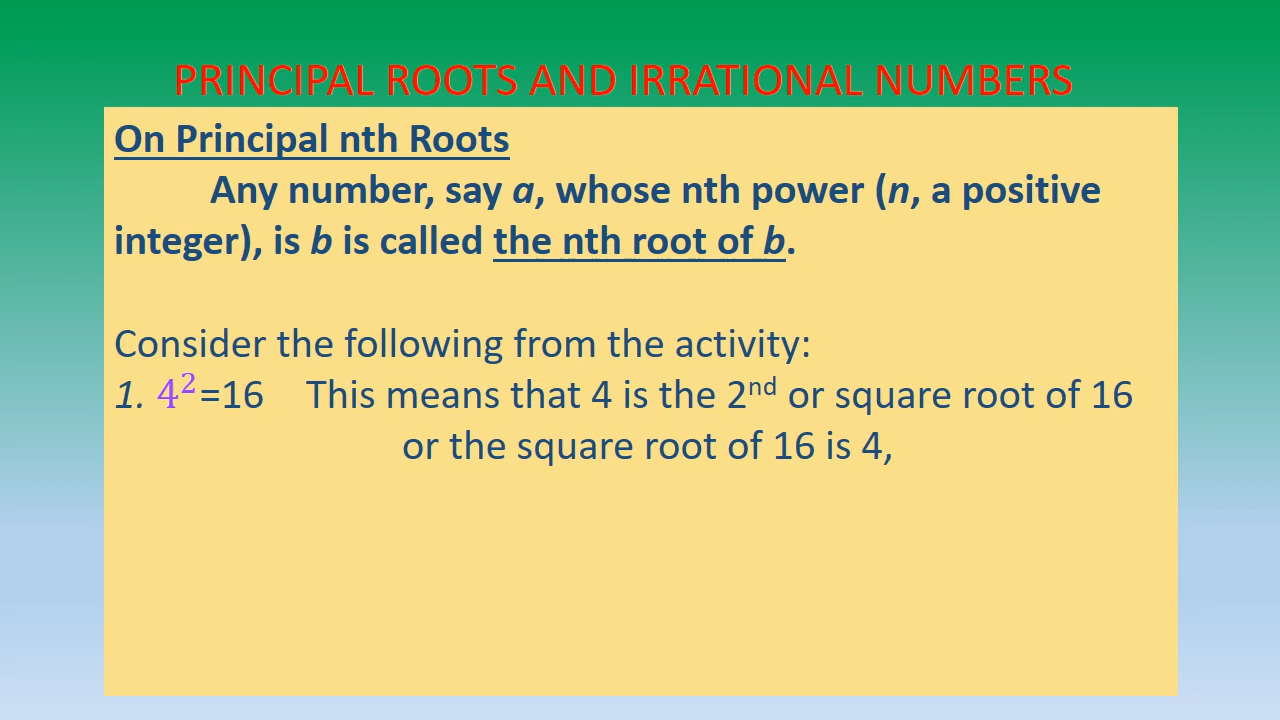 PRINCIPAL ROOTS AND IRRATIONAL NUMBERS
On Principal nth Roots
Any number, say a, whose nth power (n, a positive
integer), is b is called the nth root of b.
Consider the following from the activity:
1. 4²=16 This means that 4 is the 2ⁿᵈ or square root of 16
or the square root of 16 is 4,